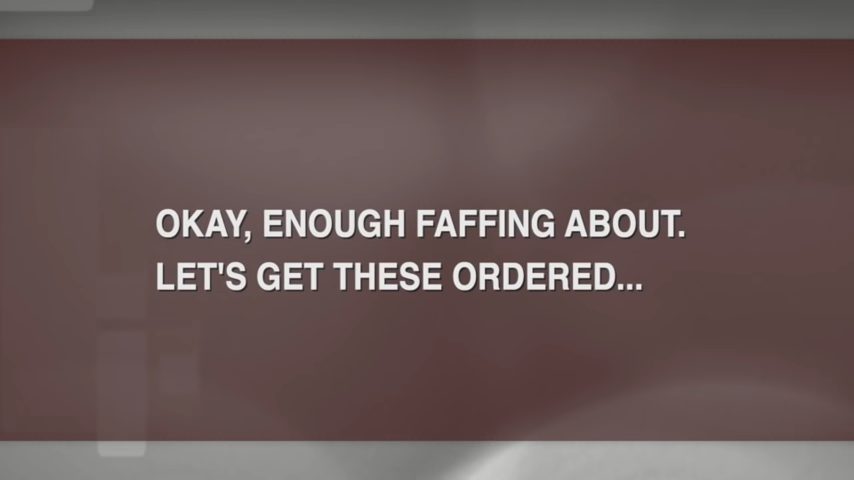 OKAY, ENOUGH FAFFING ABOUT.
LET'S GET THESE ORDERED...